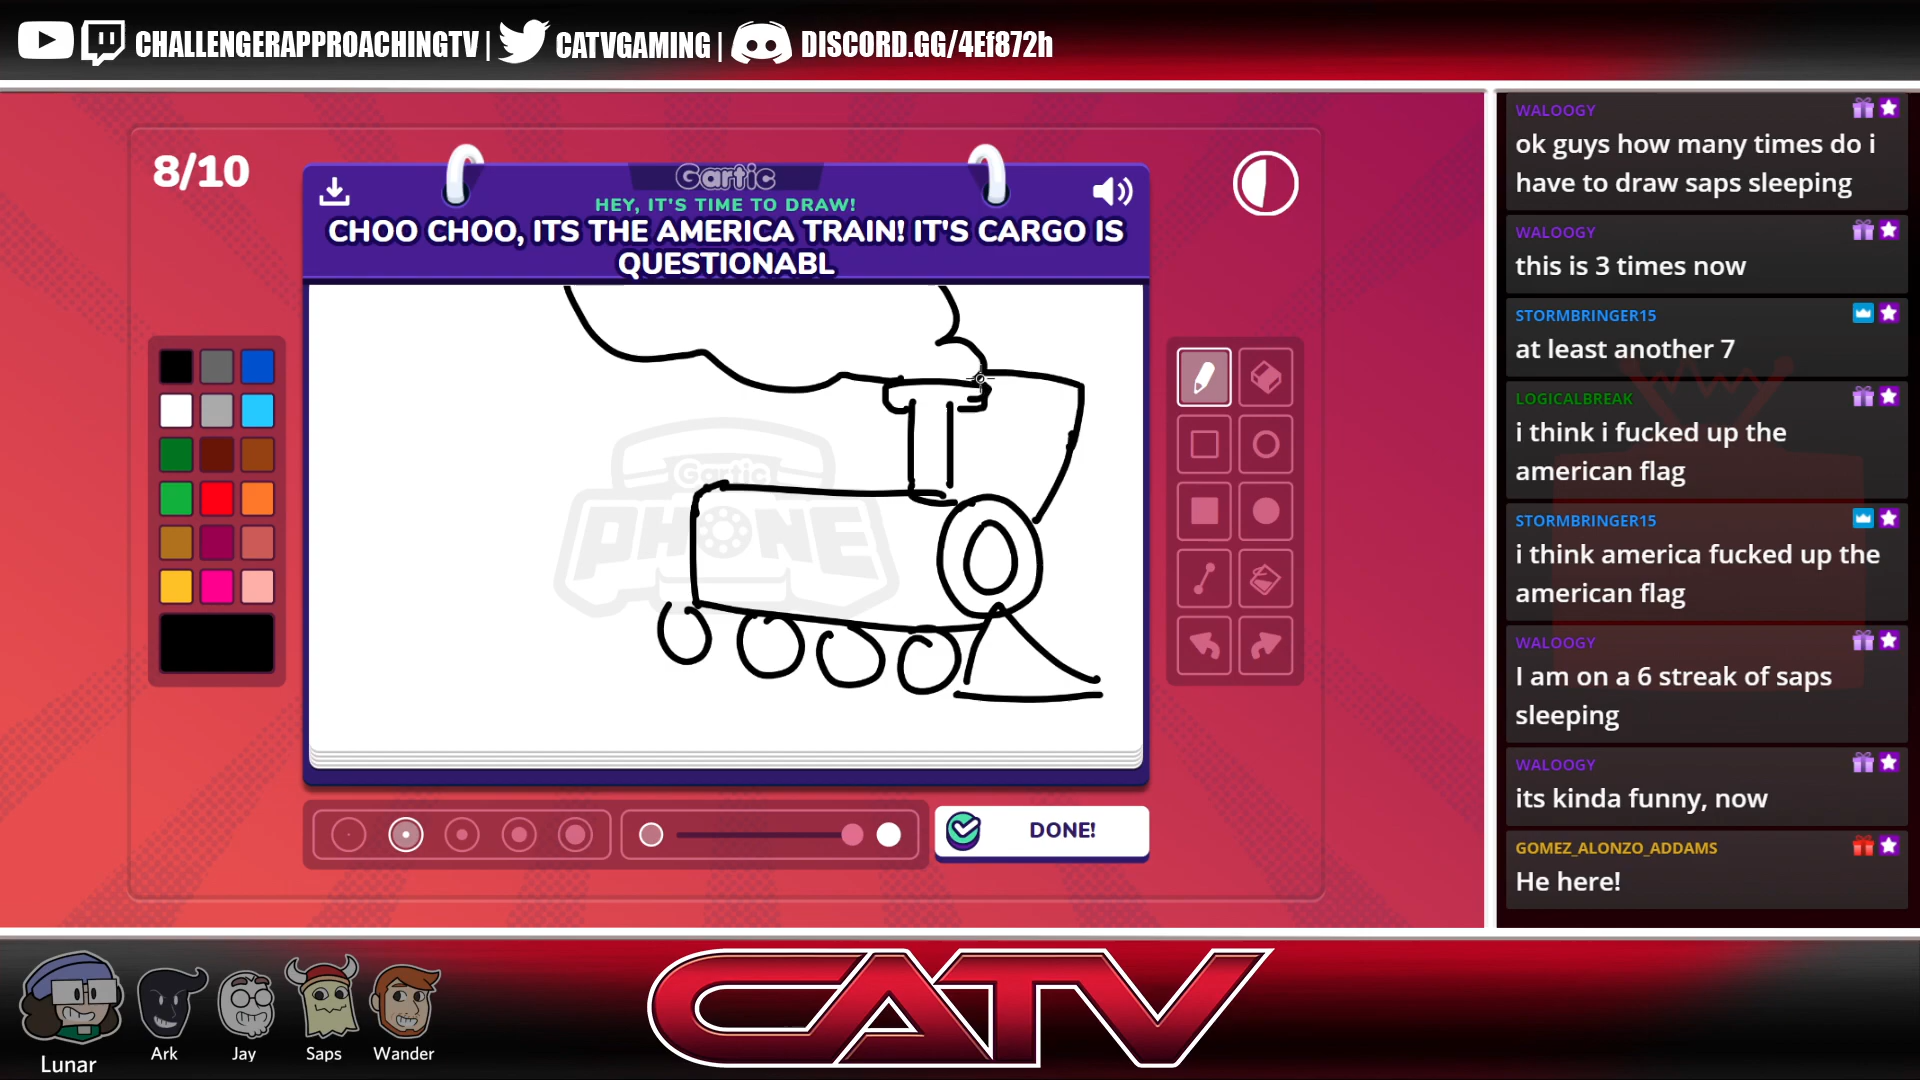 CHALLENGERAPPROACHINGTV | CATVGAMING | DISCORD.GG/4Ef872h
8/10
Gartic
HEY, IT'S TIME TO DRAW!
CHOO CHOO, ITS THE AMERICA TRAIN! IT'S CARGO IS
QUESTIONABL
Gartic
PHONE
DONE!
WALOOGY
ok guys how many times do i
have to draw saps sleeping
WALOOGY
this is 3 times now
STORMBRINGER15
at least another 7
LOGICALBREAK
i think i fucked up the
american flag
STORMBRINGER15
i think america fucked up the
american flag
WALOOGY
I am on a 6 streak of saps
sleeping
WALOOGY
its kinda funny, now
GOMEZ_ALONZO_ADDAMS
He here!
Lunar
Ark
Jay
Saps
Wander
CATV